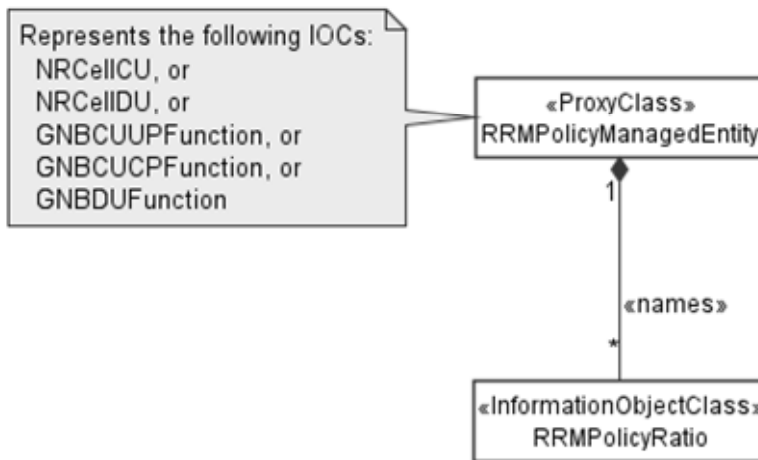 Represents the following IOCs:
NRCellCU, or
NRCellDU, or
GNBCUUPFunction, or
GNBCUCPFunction, or
GNBDUFunction
«ProxyClass»
RRMPolicyManagedEntity
1
«names»
*
«InformationObjectClass»
RRMPolicyRatio